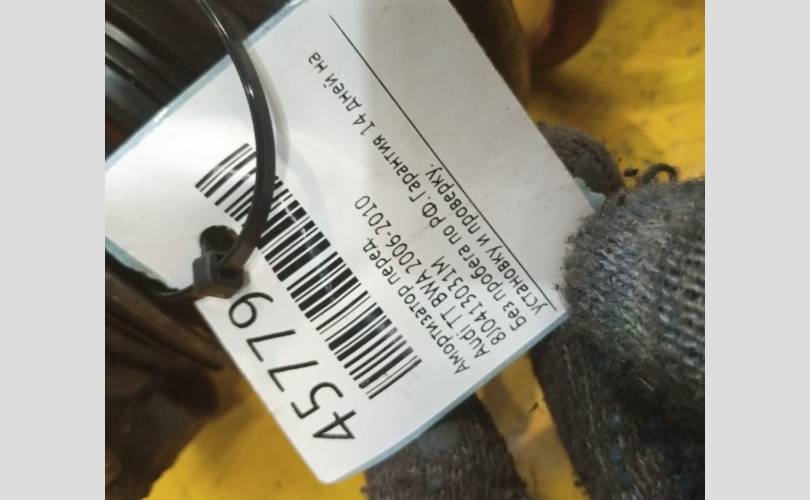 45779
Амортизатор перед.
Audi TT BWA 2006-2010
8J0413031M
Без пробега по РФ. Гарантия 14 дней на
установку и проверку.